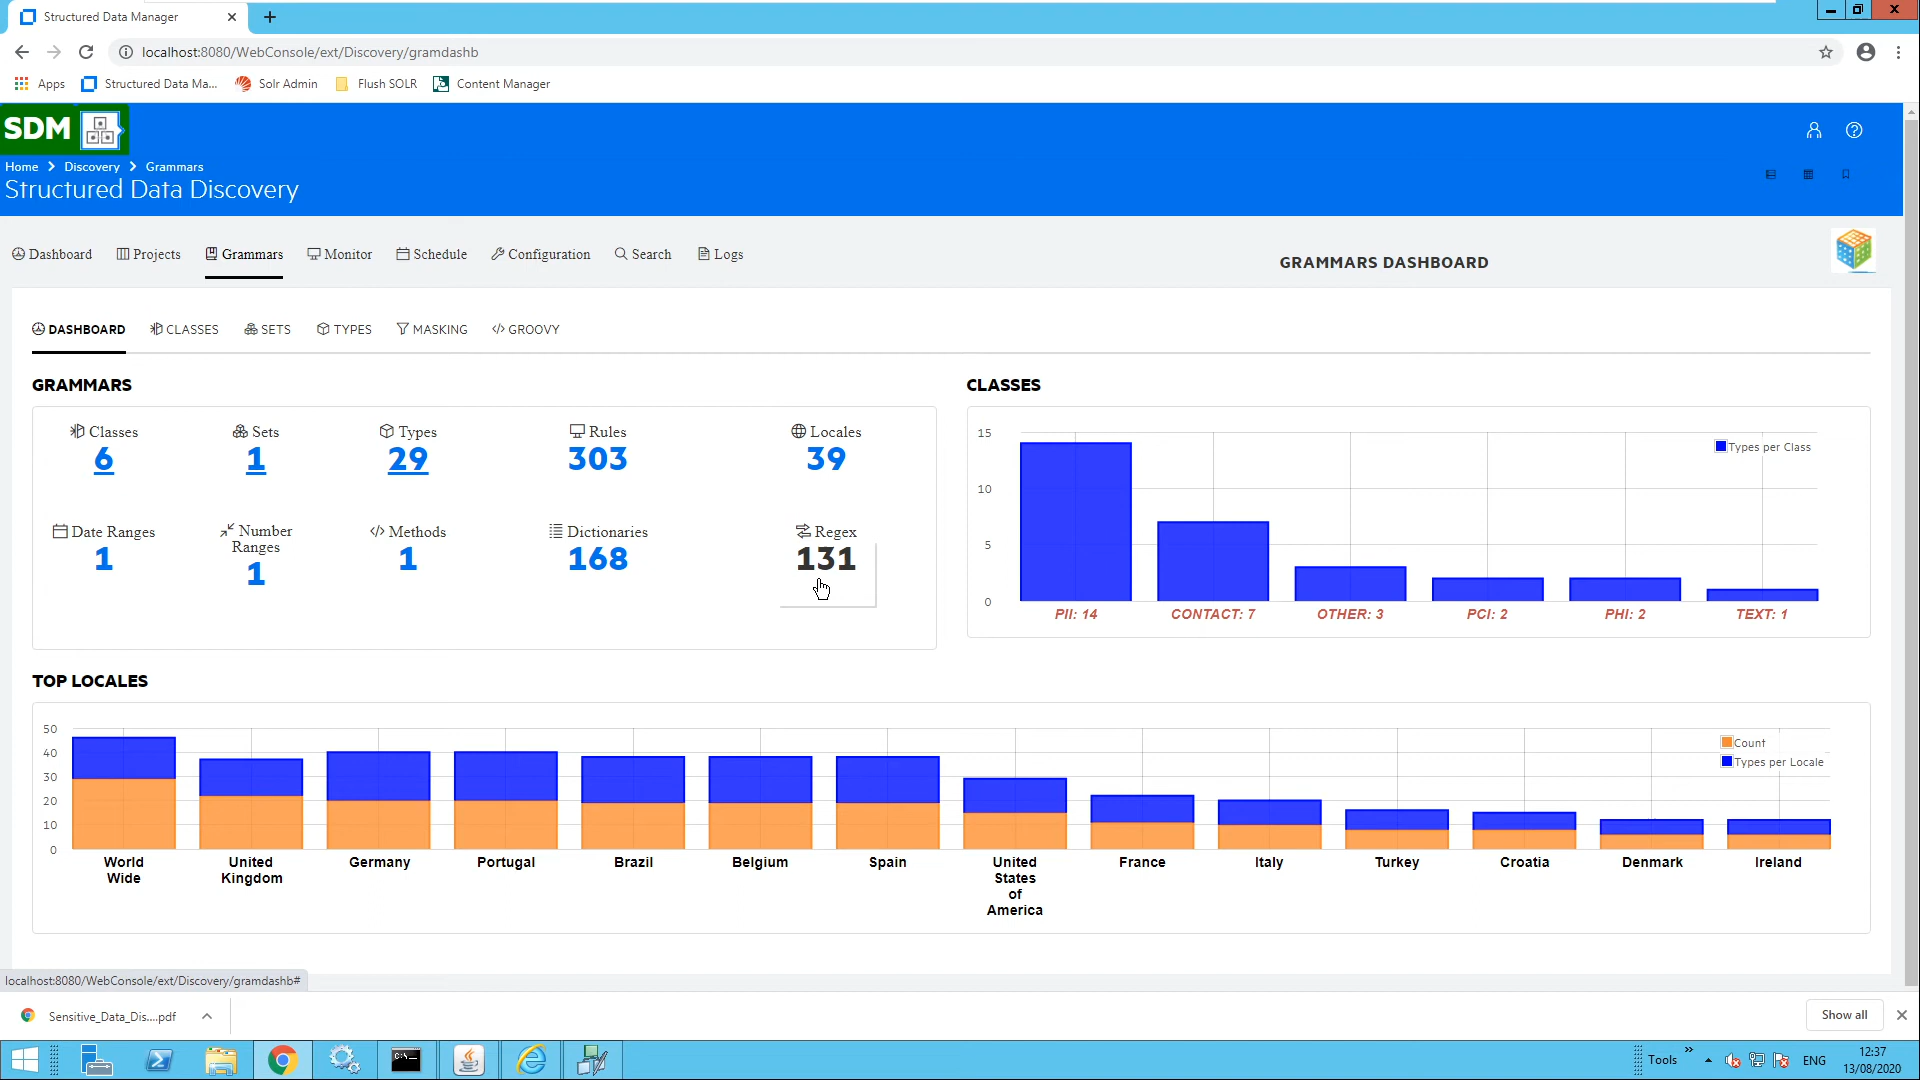 Structured Data Manager
localhost:8080/WebConsole/ext/Discovery/gramdashb
Apps
Structured Data Ma...
Solr Admin
Flush SOLR
Content Manager
SDM
Home > Discovery > Grammars
Structured Data Discovery
Dashboard
Projects
Grammars
Monitor
Schedule
Configuration
Search
Logs
GRAMMARS DASHBOARD
DASHBOARD
CLASSES
SETS
TYPES
MASKING
GROOVY
GRAMMARS
Classes
6
Sets
1
Types
29
Rules
303
Locales
39
Date Ranges
1
Number
Ranges
1
Methods
1
Dictionaries
168
Regex
131
CLASSES
15
10
5
0
Types per Class
PII: 14
CONTACT: 7
OTHER: 3
PCI: 2
PHI: 2
TEXT: 1
TOP LOCALES
50
40
30
20
10
0
Count
Types per Locale
World
Wide
United
Kingdom
Germany
Portugal
Brazil
Belgium
Spain
United
States
of
America
France
Italy
Turkey
Croatia
Denmark
Ireland
localhost:8080/WebConsole/ext/Discovery/gramdashb#
Sensitive_Data_Dis....pdf
Show all
Tools
ENG
12:37
13/08/2020